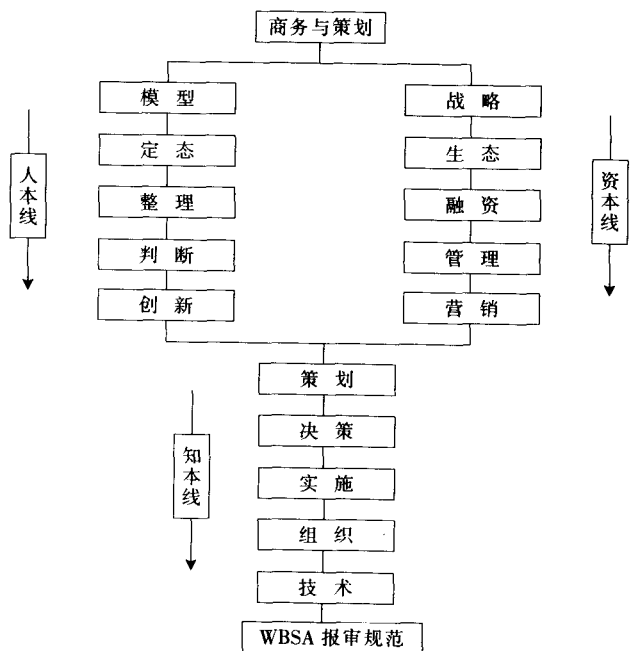 商务与策划
模型
战略
定态
生态
人本线
资本线
整理
融资
判断
管理
创新
营销
策划
决策
知本线
实施
组织
技术
WBSA 报审规范